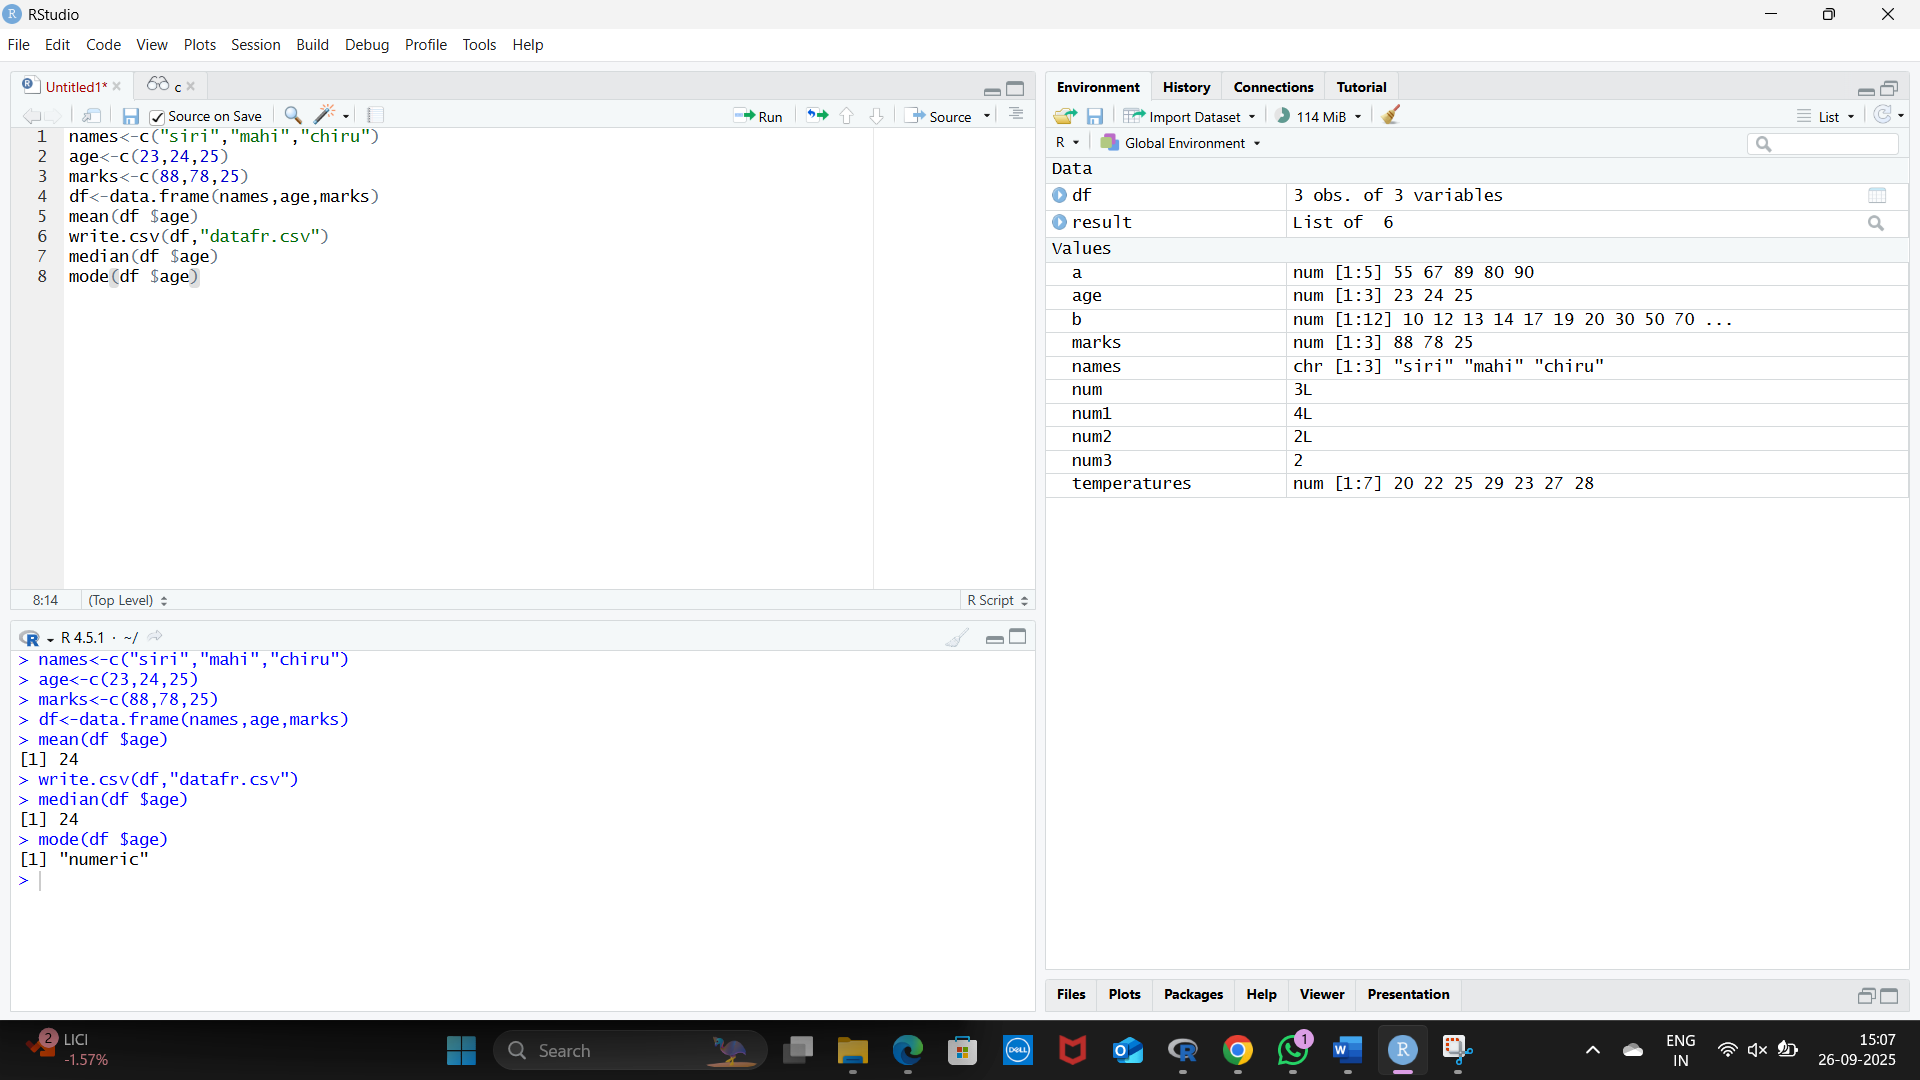 RStudio
File Edit Code View Plots Session Build Debug Profile Tools Help
Untitled1* c
Source on Save Run Source
1 names<-c("siri","mahi","chiru")
2 age<-c(23,24,25)
3 marks<-c(88,78,25)
4 df<-data.frame(names,age,marks)
5 mean(df $age)
6 write.csv(df,"datafr.csv")
7 median(df $age)
8 mode(df $age)
8:14 (Top Level) R Script
R 4.5.1 · ~/
> names<-c("siri","mahi","chiru")
> age<-c(23,24,25)
> marks<-c(88,78,25)
> df<-data.frame(names,age,marks)
> mean(df $age)
[1] 24
> write.csv(df,"datafr.csv")
> median(df $age)
[1] 24
> mode(df $age)
[1] "numeric"
>
Environment History Connections Tutorial
Import Dataset 114 MiB List
R Global Environment
Data
df 3 obs. of 3 variables
result List of 6
Values
a num [1:5] 55 67 89 80 90
age num [1:3] 23 24 25
b num [1:12] 10 12 13 14 17 19 20 30 50 70 ...
marks num [1:3] 88 78 25
names chr [1:3] "siri" "mahi" "chiru"
num 3L
num1 4L
num2 2L
num3 2
temperatures num [1:7] 20 22 25 29 23 27 28
Files Plots Packages Help Viewer Presentation
2 LICI
-1.57%
Search
DELL
1
ENG
IN
15:07
26-09-2025